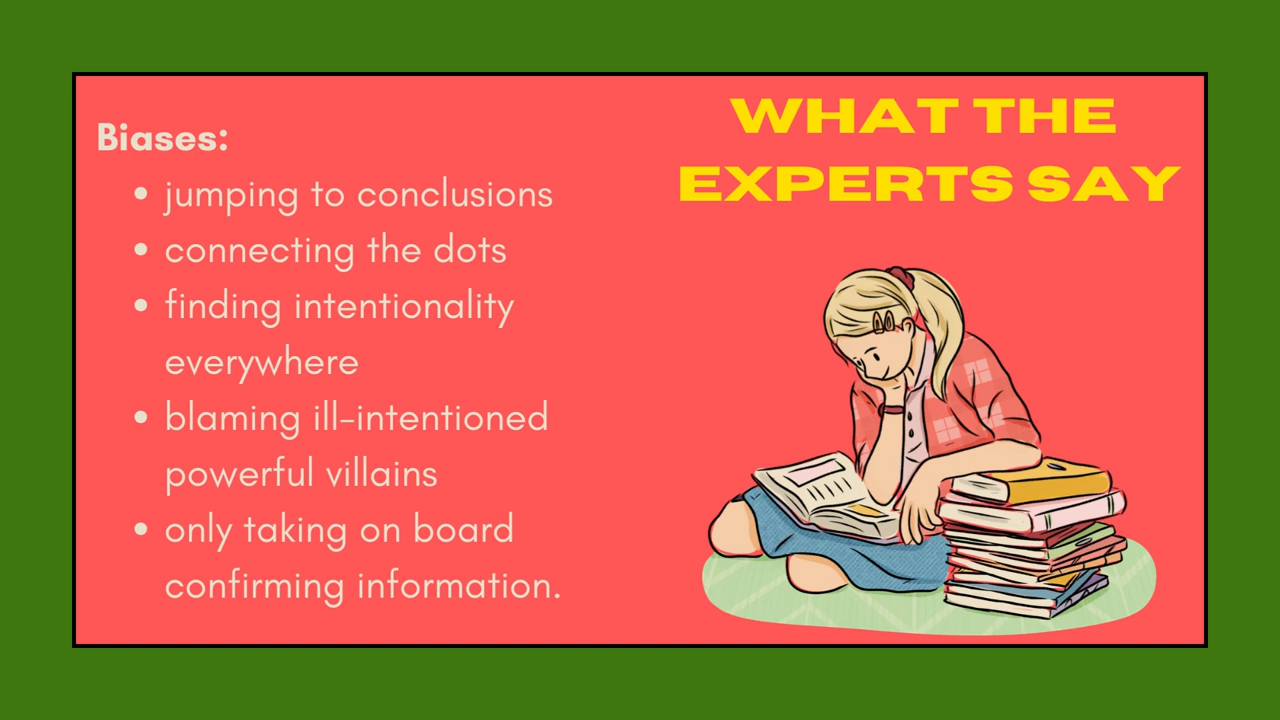 WHAT THE
EXPERTS SAY
Biases:
• jumping to conclusions
• connecting the dots
• finding intentionality
everywhere
• blaming ill-intentioned
powerful villains
• only taking on board
confirming information.